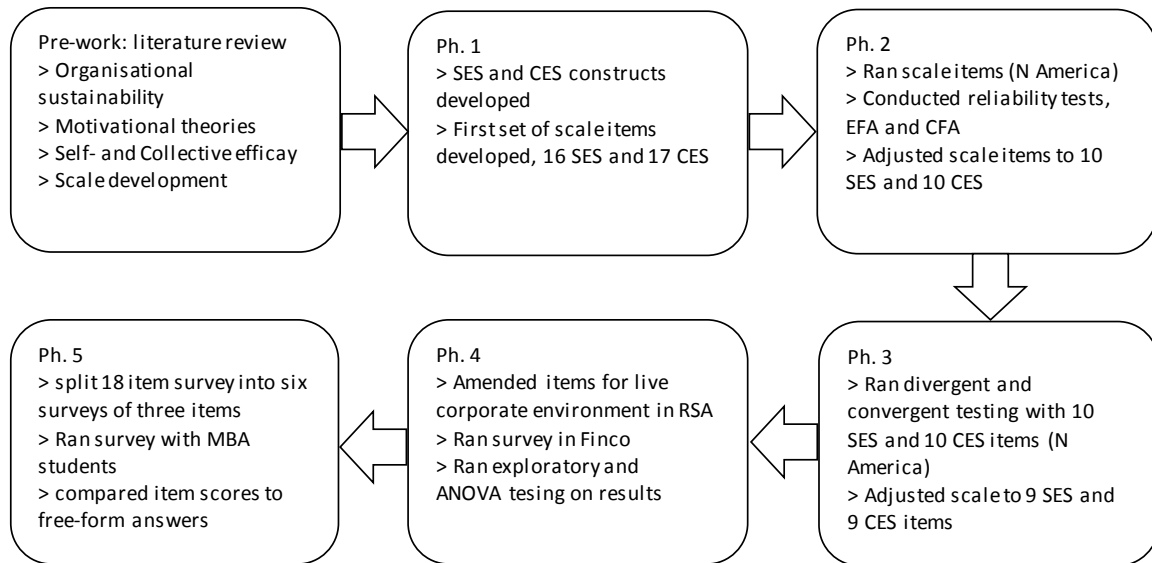 Pre-work: literature review
> Organisational
sustainability
> Motivational theories
> Self- and Collective efficay
> Scale development
Ph. 1
> SES and CES constructs
developed
> First set of scale items
developed, 16 SES and 17 CES
Ph. 2
> Ran scale items (N America)
> Conducted reliability tests,
EFA and CFA
> Adjusted scale items to 10
SES and 10 CES
Ph. 3
> Ran divergent and
convergent testing with 10
SES and 10 CES items (N
America)
> Adjusted scale to 9 SES and
9 CES items
Ph. 4
> Amended items for live
corporate environment in RSA
> Ran survey in Finco
> Ran exploratory and
ANOVA tesing on results
Ph. 5
> split 18 item survey into six
surveys of three items
> Ran survey with MBA
students
> compared item scores to
free-form answers